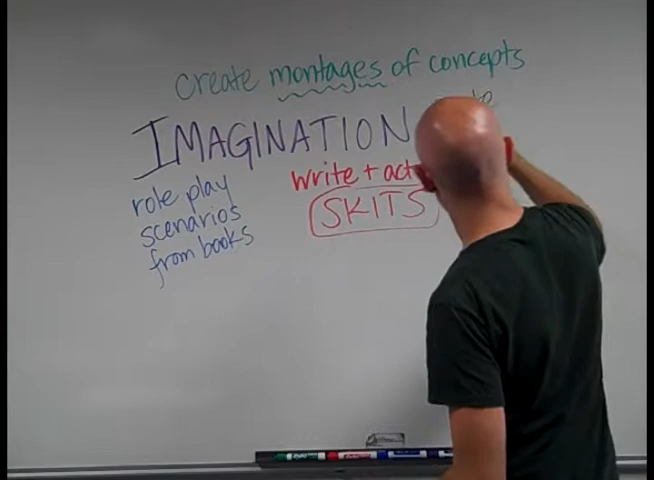 create montages of concepts
IMAGINATION
role play
scenarios
from books
write + act
SKITS